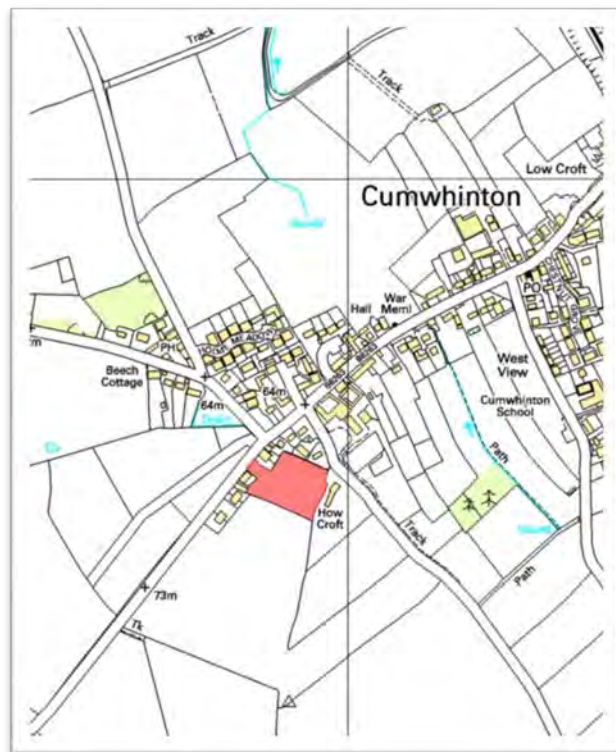 Track
Track
Low Croft
Cumwhinton
War
Meml
Hall
PO
PH
Beech
Cottage
64m
64m
West
View
Cumwhinton
School
Path
How
Croft
Track
Path
73m
Tk